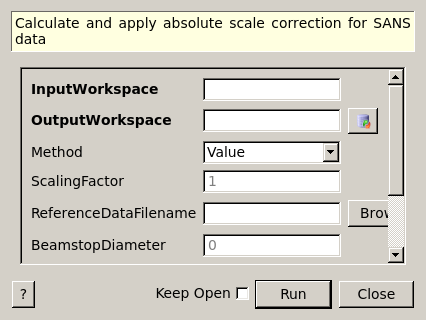 Calculate and apply absolute scale correction for SANS
data
InputWorkspace
OutputWorkspace
Method Value
ScalingFactor 1
ReferenceDataFilename
BeamstopDiameter 0
? Keep Open Run Close